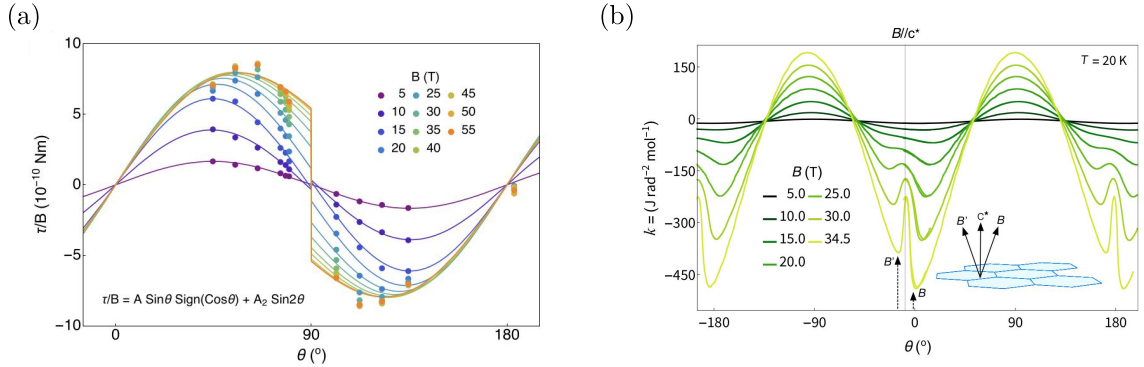 (a)
10
5
0
−5
−10
τ/B (10⁻¹⁰ Nm)
B (T)
5 25 45
10 30 50
15 35 55
20 40
τ/B = A Sinθ Sign(Cosθ) + A₂ Sin2θ
0 90 180
θ (°)
(b)
B//c*
T = 20 K
150
0
−150
−300
−450
k = (J rad⁻² mol⁻¹)
B (T)
5.0 25.0
10.0 30.0
15.0 34.5
20.0
B' c* B
B'
B
−180 −90 0 90 180
θ (°)